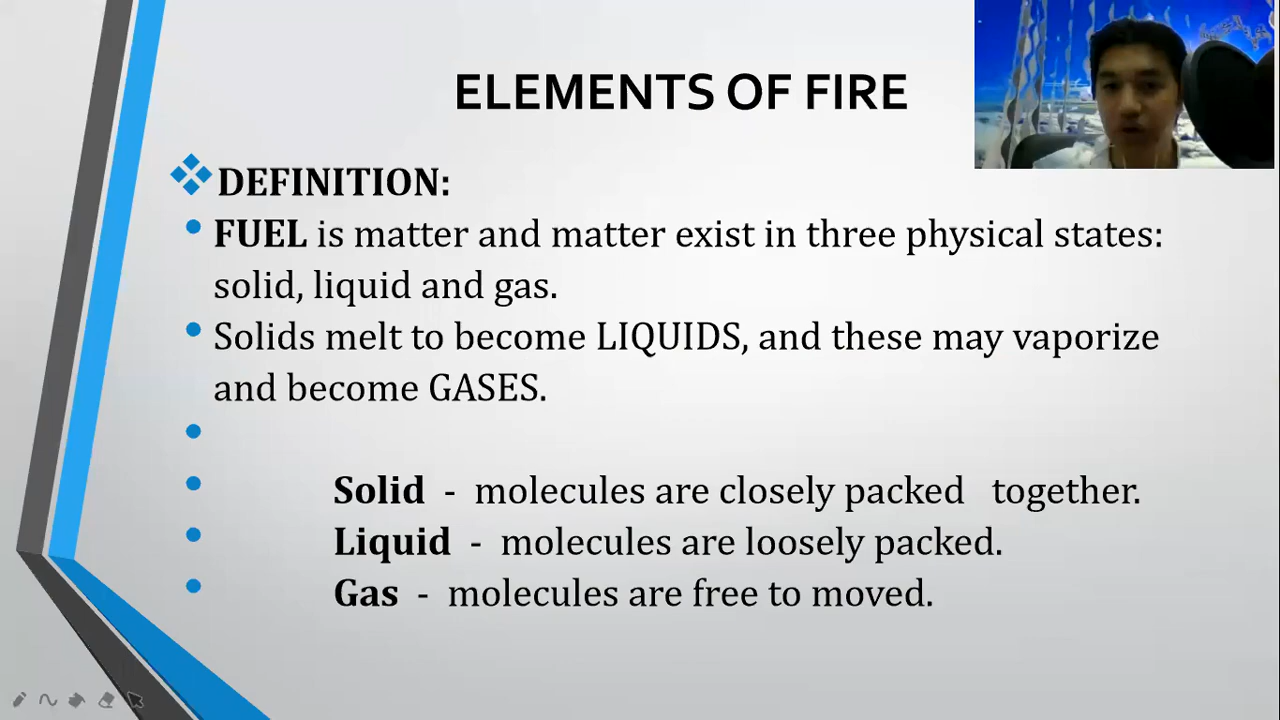 ELEMENTS OF FIRE
DEFINITION:
FUEL is matter and matter exist in three physical states:
solid, liquid and gas.
Solids melt to become LIQUIDS, and these may vaporize
and become GASES.
Solid - molecules are closely packed together.
Liquid - molecules are loosely packed.
Gas - molecules are free to moved.